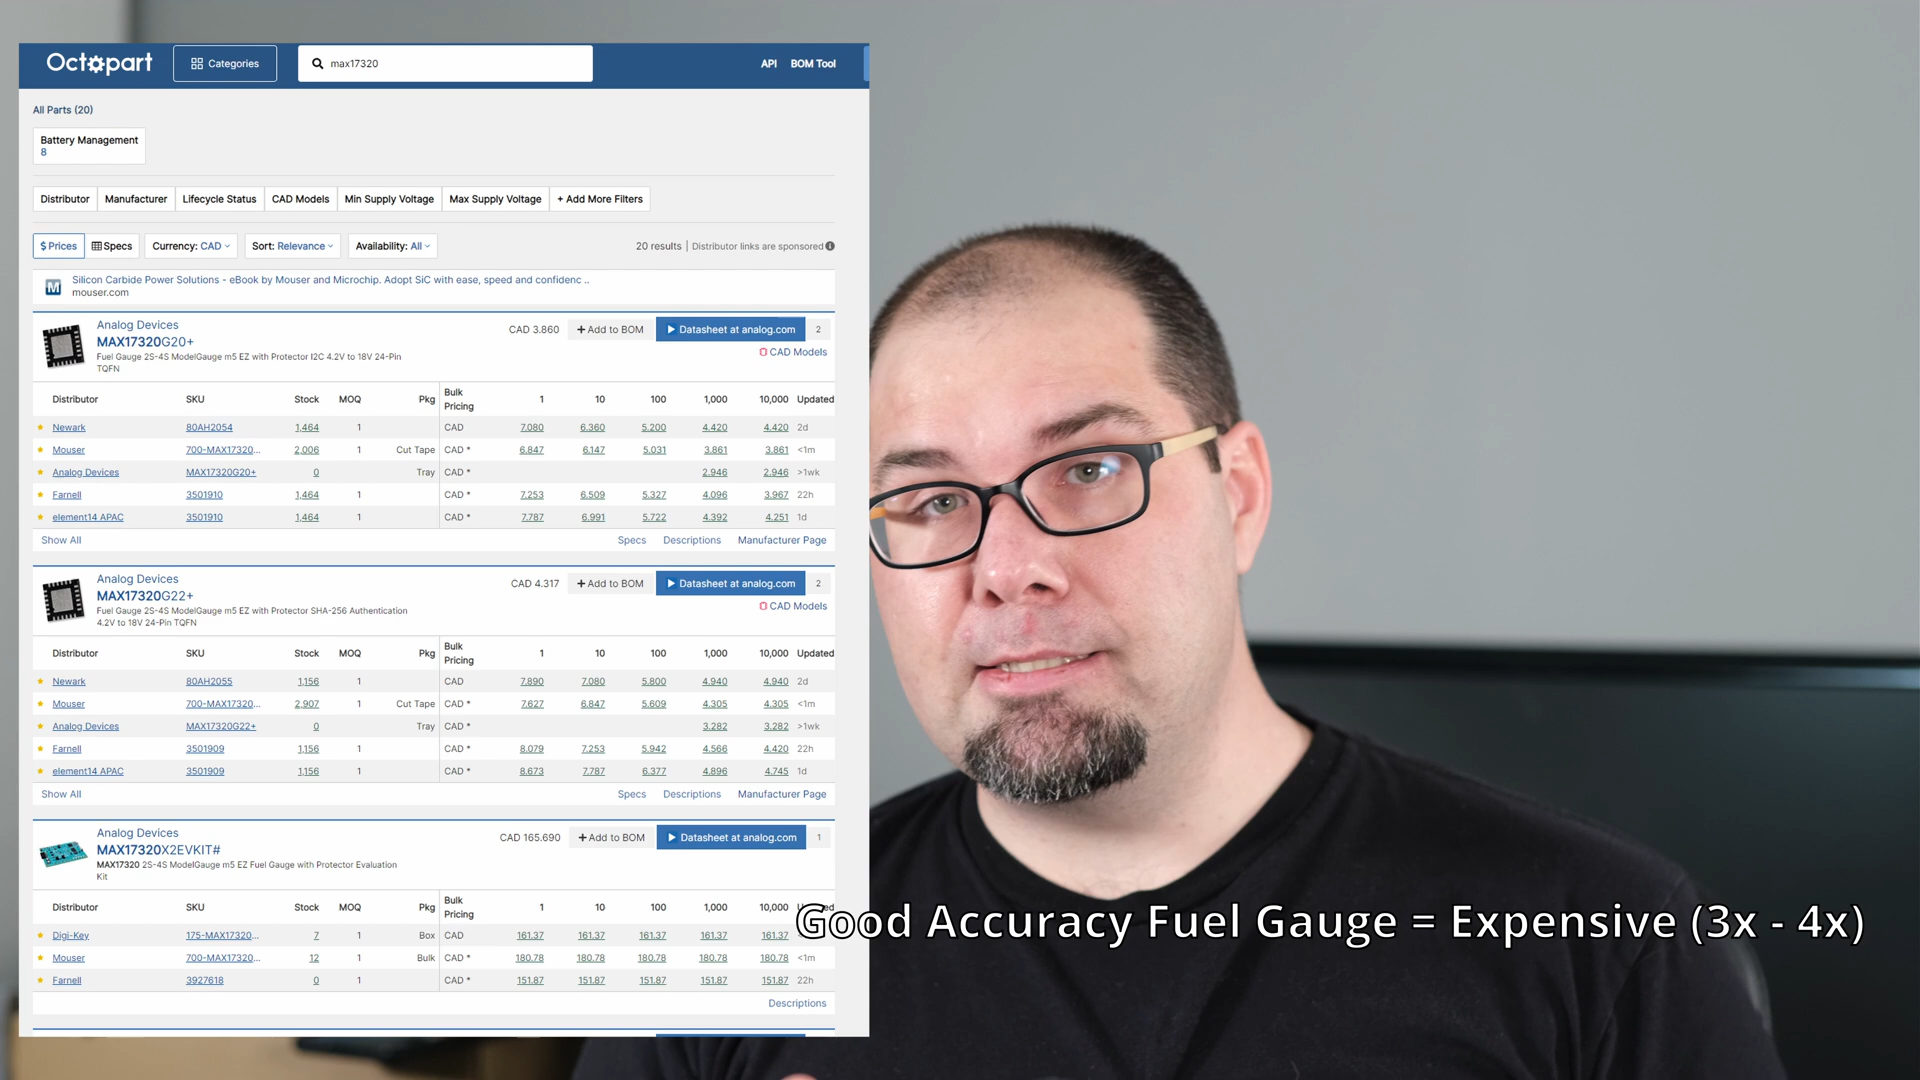 Octopart
Categories
max17320
API
BOM Tool
All Parts (20)
Battery Management
8
Distributor
Manufacturer
Lifecycle Status
CAD Models
Min Supply Voltage
Max Supply Voltage
+ Add More Filters
$ Prices
Specs
Currency: CAD
Sort: Relevance
Availability: All
20 results | Distributor links are sponsored
M
Silicon Carbide Power Solutions - eBook by Mouser and Microchip. Adopt SiC with ease, speed and confidenc ..
mouser.com
Analog Devices
MAX17320G20+
Fuel Gauge 2S-4S ModelGauge m5 EZ with Protector I2C 4.2V to 18V 24-Pin
TQFN
CAD 3.860
+ Add to BOM
Datasheet at analog.com
2
CAD Models
Distributor SKU Stock MOQ Pkg Bulk Pricing 1 10 100 1,000 10,000 Updated
Newark 80AH2054 1,464 1 CAD 7.080 6.360 5.200 4.420 4.420 2d
Mouser 700-MAX17320... 2,006 1 Cut Tape CAD * 6.847 6.147 5.031 3.861 3.861 <1m
Analog Devices MAX17320G20+ 0 Tray CAD * 2.946 2.946 >1wk
Farnell 3501910 1,464 1 CAD * 7.253 6.509 5.327 4.096 3.967 22h
element14 APAC 3501910 1,464 1 CAD * 7.787 6.991 5.722 4.392 4.251 1d
Show All Specs Descriptions Manufacturer Page
Analog Devices
MAX17320G22+
Fuel Gauge 2S-4S ModelGauge m5 EZ with Protector SHA-256 Authentication
4.2V to 18V 24-Pin TQFN
CAD 4.317
+ Add to BOM
Datasheet at analog.com
2
CAD Models
Distributor SKU Stock MOQ Pkg Bulk Pricing 1 10 100 1,000 10,000 Updated
Newark 80AH2055 1,156 1 CAD 7.890 7.080 5.800 4.940 4.940 2d
Mouser 700-MAX17320... 2,907 1 Cut Tape CAD * 7.627 6.847 5.609 4.305 4.305 <1m
Analog Devices MAX17320G22+ 0 Tray CAD * 3.282 3.282 >1wk
Farnell 3501909 1,156 1 CAD * 8.079 7.253 5.942 4.566 4.420 22h
element14 APAC 3501909 1,156 1 CAD * 8.673 7.787 6.377 4.896 4.745 1d
Show All Specs Descriptions Manufacturer Page
Analog Devices
MAX17320X2EVKIT#
MAX17320 2S-4S ModelGauge m5 EZ Fuel Gauge with Protector Evaluation
Kit
CAD 165.690
+ Add to BOM
Datasheet at analog.com
1
Distributor SKU Stock MOQ Pkg Bulk Pricing 1 10 100 1,000 10,000
Digi-Key 175-MAX17320... 7 1 Box CAD 161.37 161.37 161.37 161.37 161.37
Mouser 700-MAX17320... 12 1 Bulk CAD * 180.78 180.78 180.78 180.78 180.78 <1m
Farnell 3927618 0 1 CAD * 151.87 151.87 151.87 151.87 151.87 22h
Descriptions
Good Accuracy Fuel Gauge = Expensive (3x - 4x)